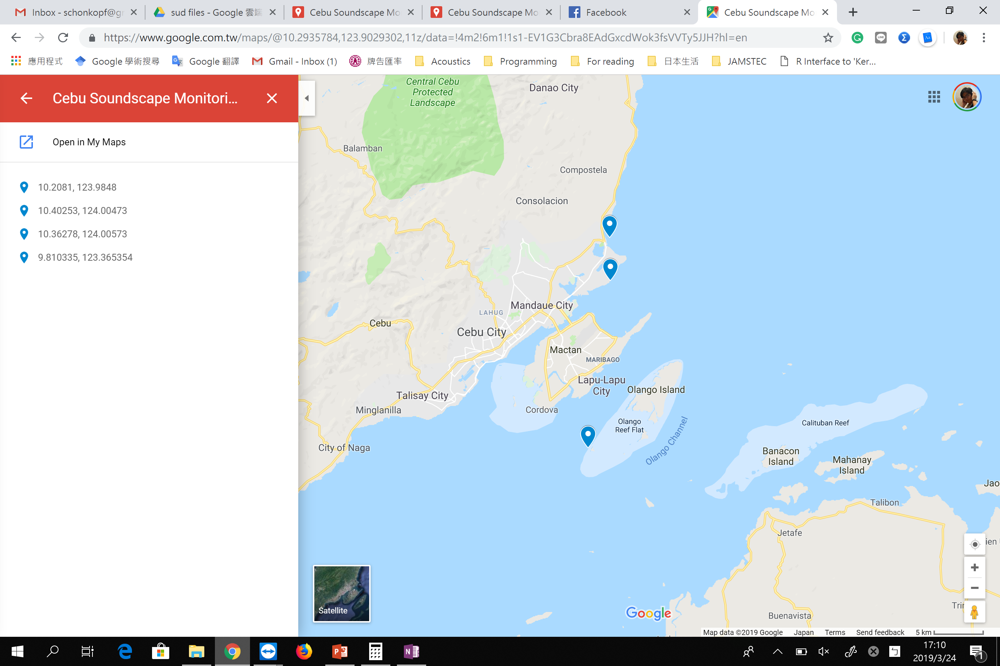 Inbox - schonkopf@gr
sud files - Google 雲端
Cebu Soundscape Mo
Cebu Soundscape Mo
Facebook
Cebu Soundscape Mo
https://www.google.com.tw/maps/@10.2935784,123.9029302,11z/data=!4m2!6m1!1s1-EV1G3Cbra8EAdGxcdWok3fsVVTy5JJH?hl=en
應用程式
Google 學術搜尋
Google 翻譯
Gmail - Inbox (1)
牌告匯率
Acoustics
Programming
For reading
日本生活
JAMSTEC
R Interface to 'Ker...
Cebu Soundscape Monitori...
Open in My Maps
10.2081, 123.9848
10.40253, 124.00473
10.36278, 124.00573
9.810335, 123.365354
Central Cebu
Protected
Landscape
Danao City
Balamban
Compostela
Consolacion
Mandaue City
LAHUG
Cebu
Cebu City
Mactan
MARIBAGO
Lapu-Lapu
City
Olango Island
Talisay City
Minglanilla
Cordova
Olango
Reef Flat
Olango Channel
Calituban Reef
City of Naga
Banacon
Island
Mahanay
Island
Jao
Talibon
Jetafe
ien
Trin
Buenavista
Satellite
Google
Map data ©2019 Google
Japan
Terms
Send feedback
5 km
17:10
2019/3/24
1